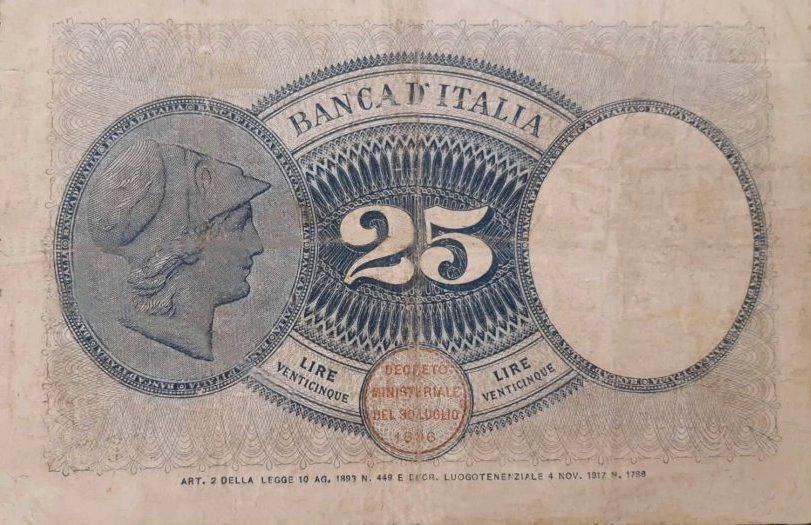 BANCA D'ITALIA
25
LIRE
VENTICINQUE
LIRE
VENTICINQUE
DECRETO
MINISTERIALE
DEL 30 LUGLIO
1896
ART. 2 DELLA LEGGE 10 AG. 1893 N. 449 E DECR. LUOGOTENENZIALE 4 NOV. 1917 N. 1788